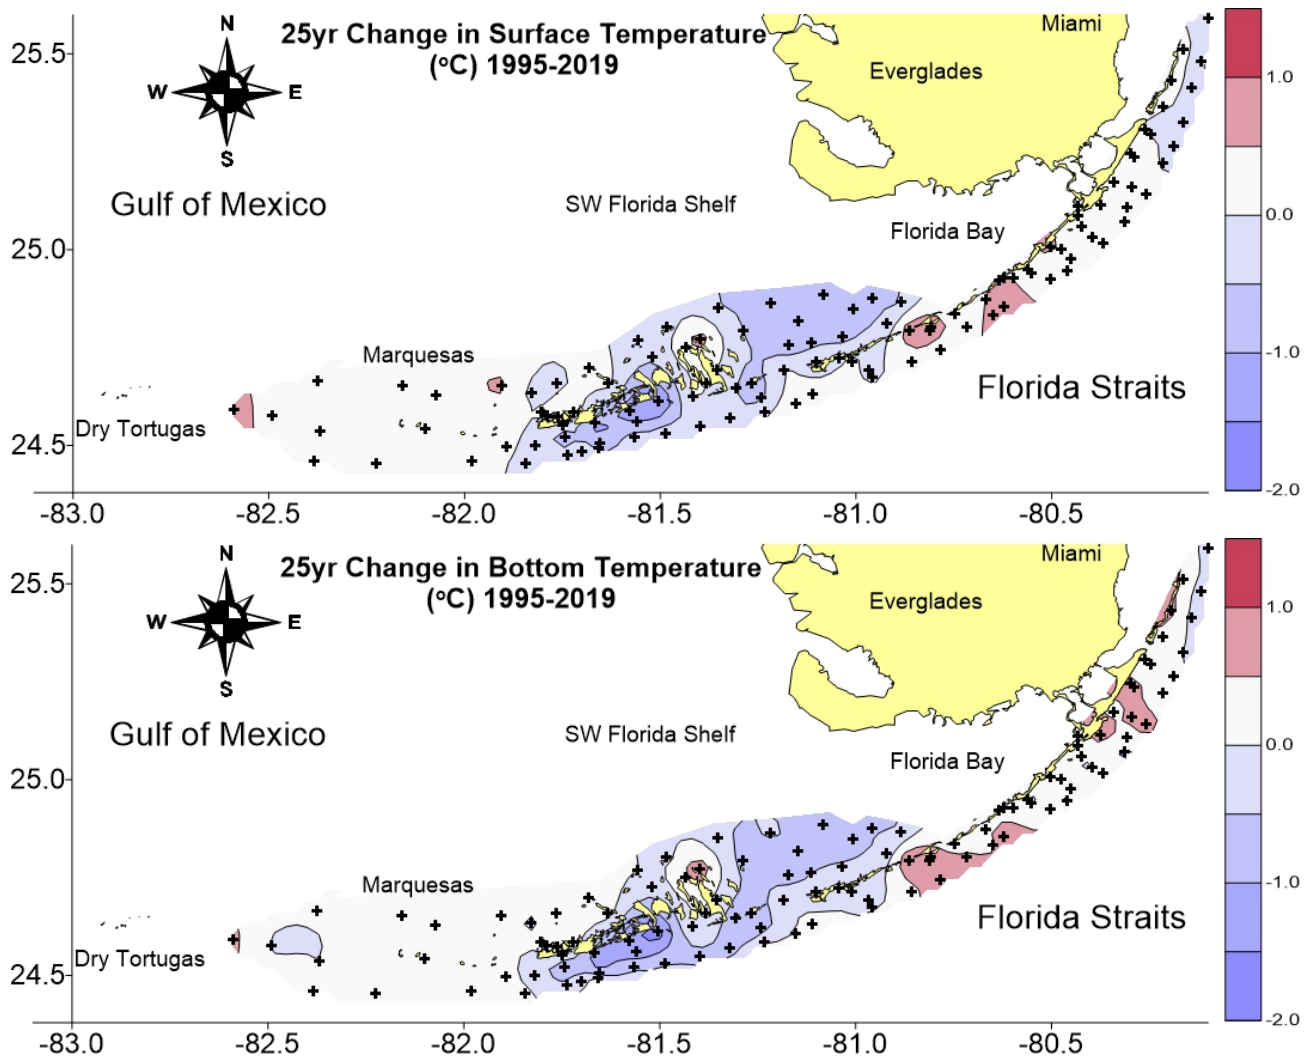 25yr Change in Surface Temperature
(oC) 1995-2019
N
W E
S
Miami
Everglades
Gulf of Mexico
SW Florida Shelf
Florida Bay
Marquesas
Dry Tortugas
Florida Straits
25.5
25.0
24.5
-83.0 -82.5 -82.0 -81.5 -81.0 -80.5
1.0
0.0
-1.0
-2.0
25yr Change in Bottom Temperature
(oC) 1995-2019
N
W E
S
Miami
Everglades
Gulf of Mexico
SW Florida Shelf
Florida Bay
Marquesas
Dry Tortugas
Florida Straits
25.5
25.0
24.5
-83.0 -82.5 -82.0 -81.5 -81.0 -80.5
1.0
0.0
-1.0
-2.0